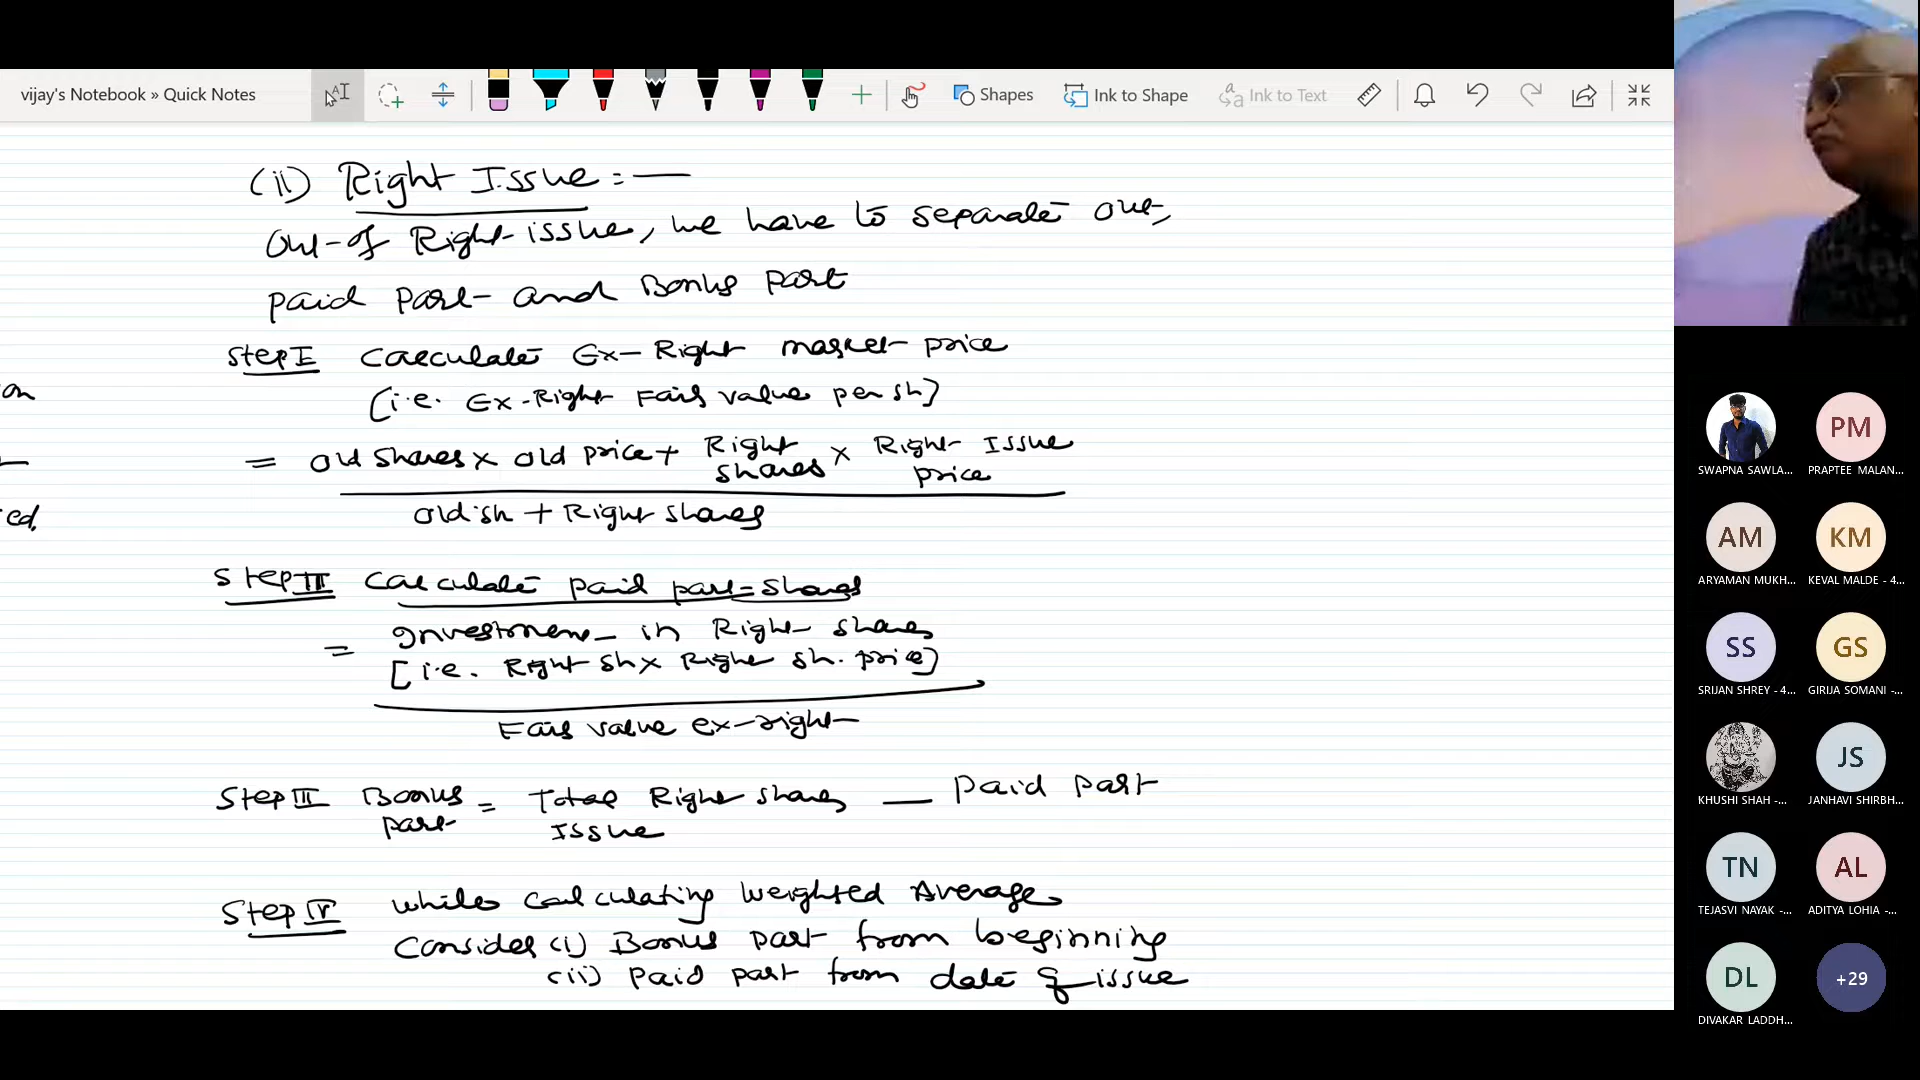 vijay's Notebook » Quick Notes
Shapes
Ink to Shape
Ink to Text
(ii) Right Issue :—
Out of Right issue, we have to separate out,
paid part and Bonus part
Step I Calculate Ex-Right market price
[i.e. Ex-Right Fair value per sh]
= old shares x old price + Right shares x Right Issue price
old sh + Right shares
Step II Calculate paid part = shares
= Investment in Right shares
[i.e. Right sh x Right sh. price]
Fair value ex-right
Step III Bonus part = Total Right shares Issue — paid part
Step IV While calculating Weighted Average
Consider (i) Bonus part from beginning
(ii) paid part from date of issue
on
ed.
SWAPNA SAWLA...
PM
PRAPTEE MALAN...
AM
ARYAMAN MUKH...
KM
KEVAL MALDE - 4...
SS
SRIJAN SHREY - 4...
GS
GIRIJA SOMANI -...
KHUSHI SHAH -...
JS
JANHAVI SHIRBH...
TN
TEJASVI NAYAK -...
AL
ADITYA LOHIA -...
DL
DIVAKAR LADDH...
+29